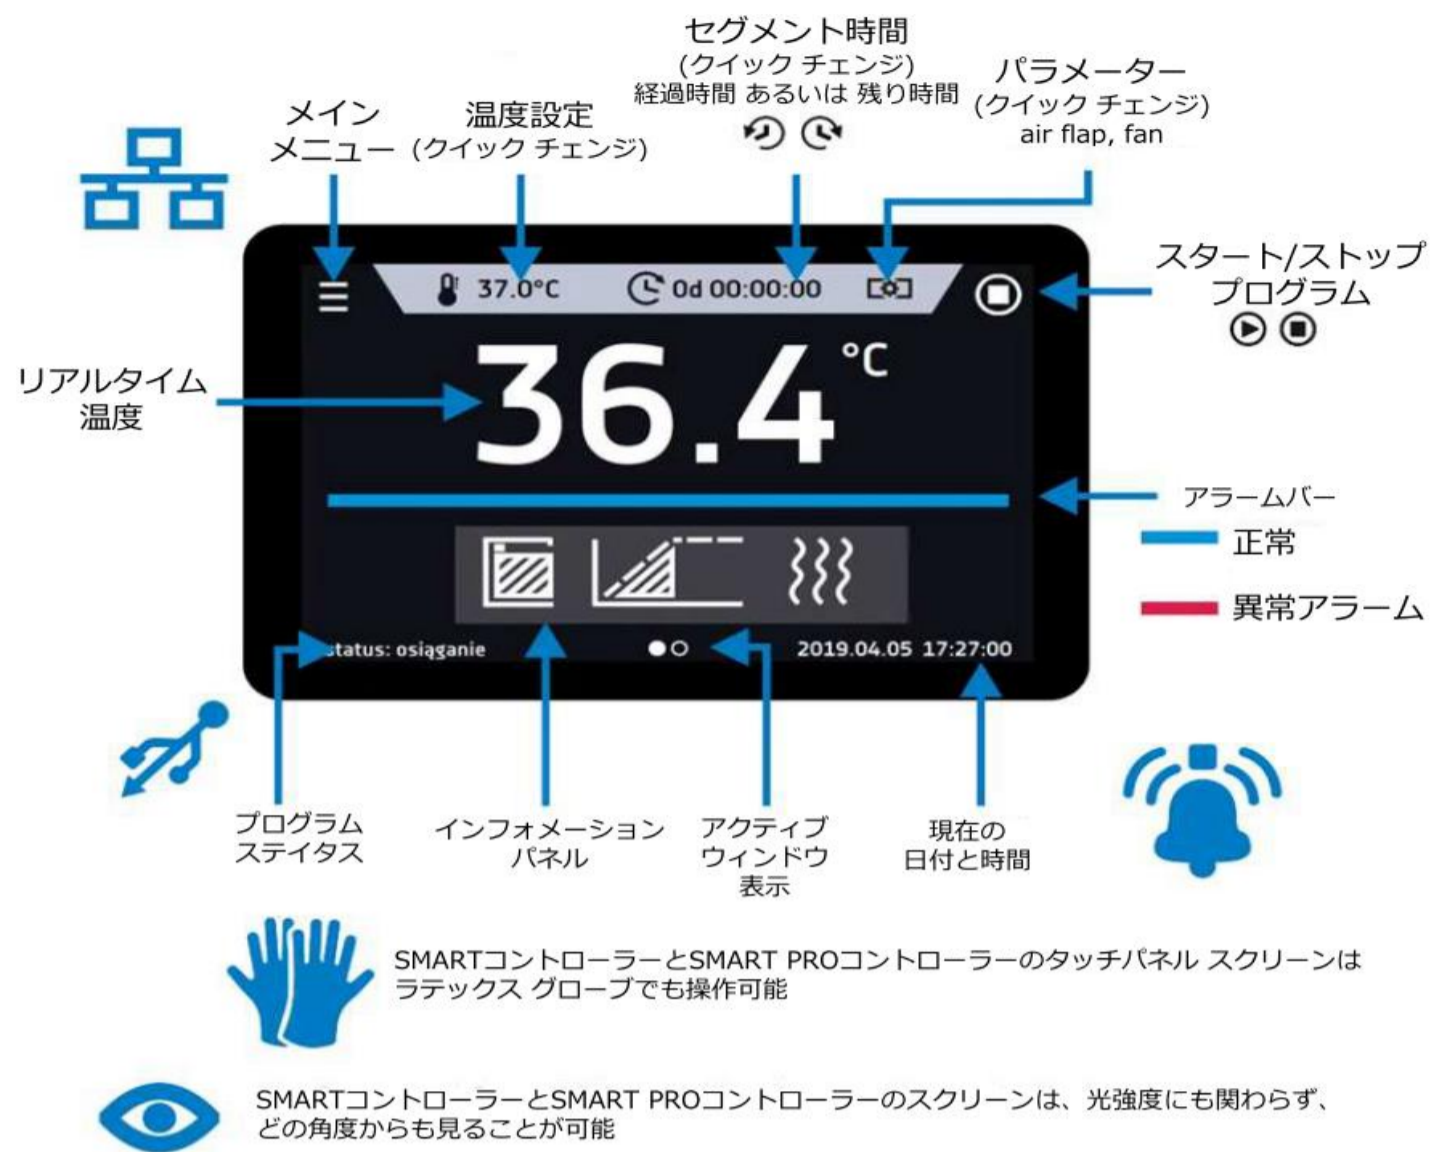 セグメント時間
(クイック チェンジ)
経過時間 あるいは 残り時間
パラメーター
(クイック チェンジ)
air flap, fan
メイン
メニュー
温度設定
(クイック チェンジ)
スタート/ストップ
プログラム
37.0°C
0d 00:00:00
36.4
°C
リアルタイム
温度
アラームバー
正常
異常アラーム
status: osiąganie
2019.04.05 17:27:00
プログラム
ステイタス
インフォメーション
パネル
アクティブ
ウィンドウ
表示
現在の
日付と時間
SMARTコントローラーとSMART PROコントローラーのタッチパネル スクリーンは
ラテックス グローブでも操作可能
SMARTコントローラーとSMART PROコントローラーのスクリーンは、光強度にも関わらず、
どの角度からも見ることが可能